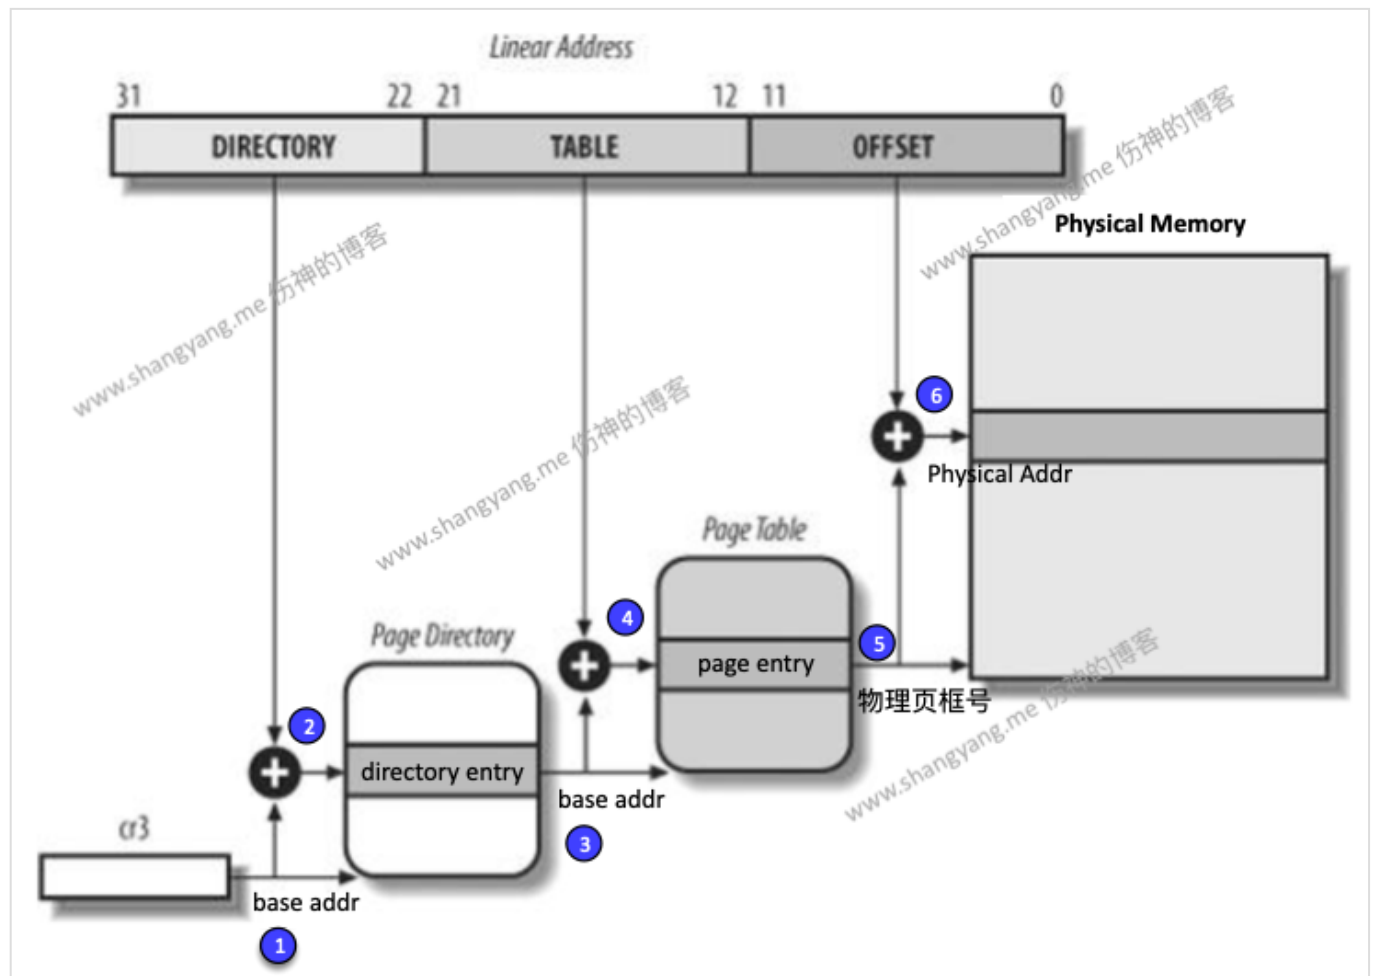 Linear Address
31 22 21 12 11 0
DIRECTORY TABLE OFFSET
www.shangyang.me 伤神的博客
Physical Memory
www.shangyang.me 伤神的博客
6
Physical Addr
www.shangyang.me 伤神的博客
Page Table
4
page entry
5
物理页框号
Page Directory
2
directory entry
base addr
3
www.shangyang.me 伤神的博客
cr3
base addr
1